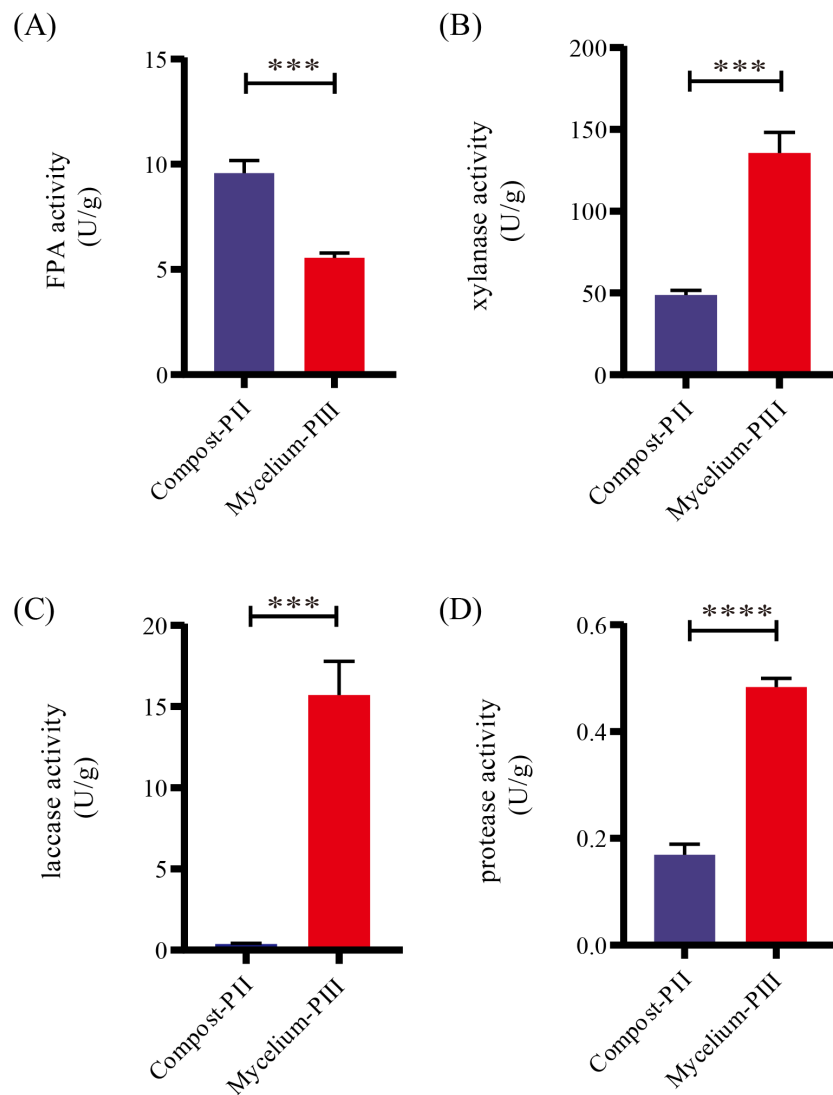 (A)
***
15
10
5
0
FPA activity
(U/g)
Compost-PII
Mycelium-PIII
(B)
***
200
150
100
50
0
xylanase activity
(U/g)
Compost-PII
Mycelium-PIII
(C)
***
20
15
10
5
0
laccase activity
(U/g)
Compost-PII
Mycelium-PIII
(D)
****
0.6
0.4
0.2
0.0
protease activity
(U/g)
Compost-PII
Mycelium-PIII